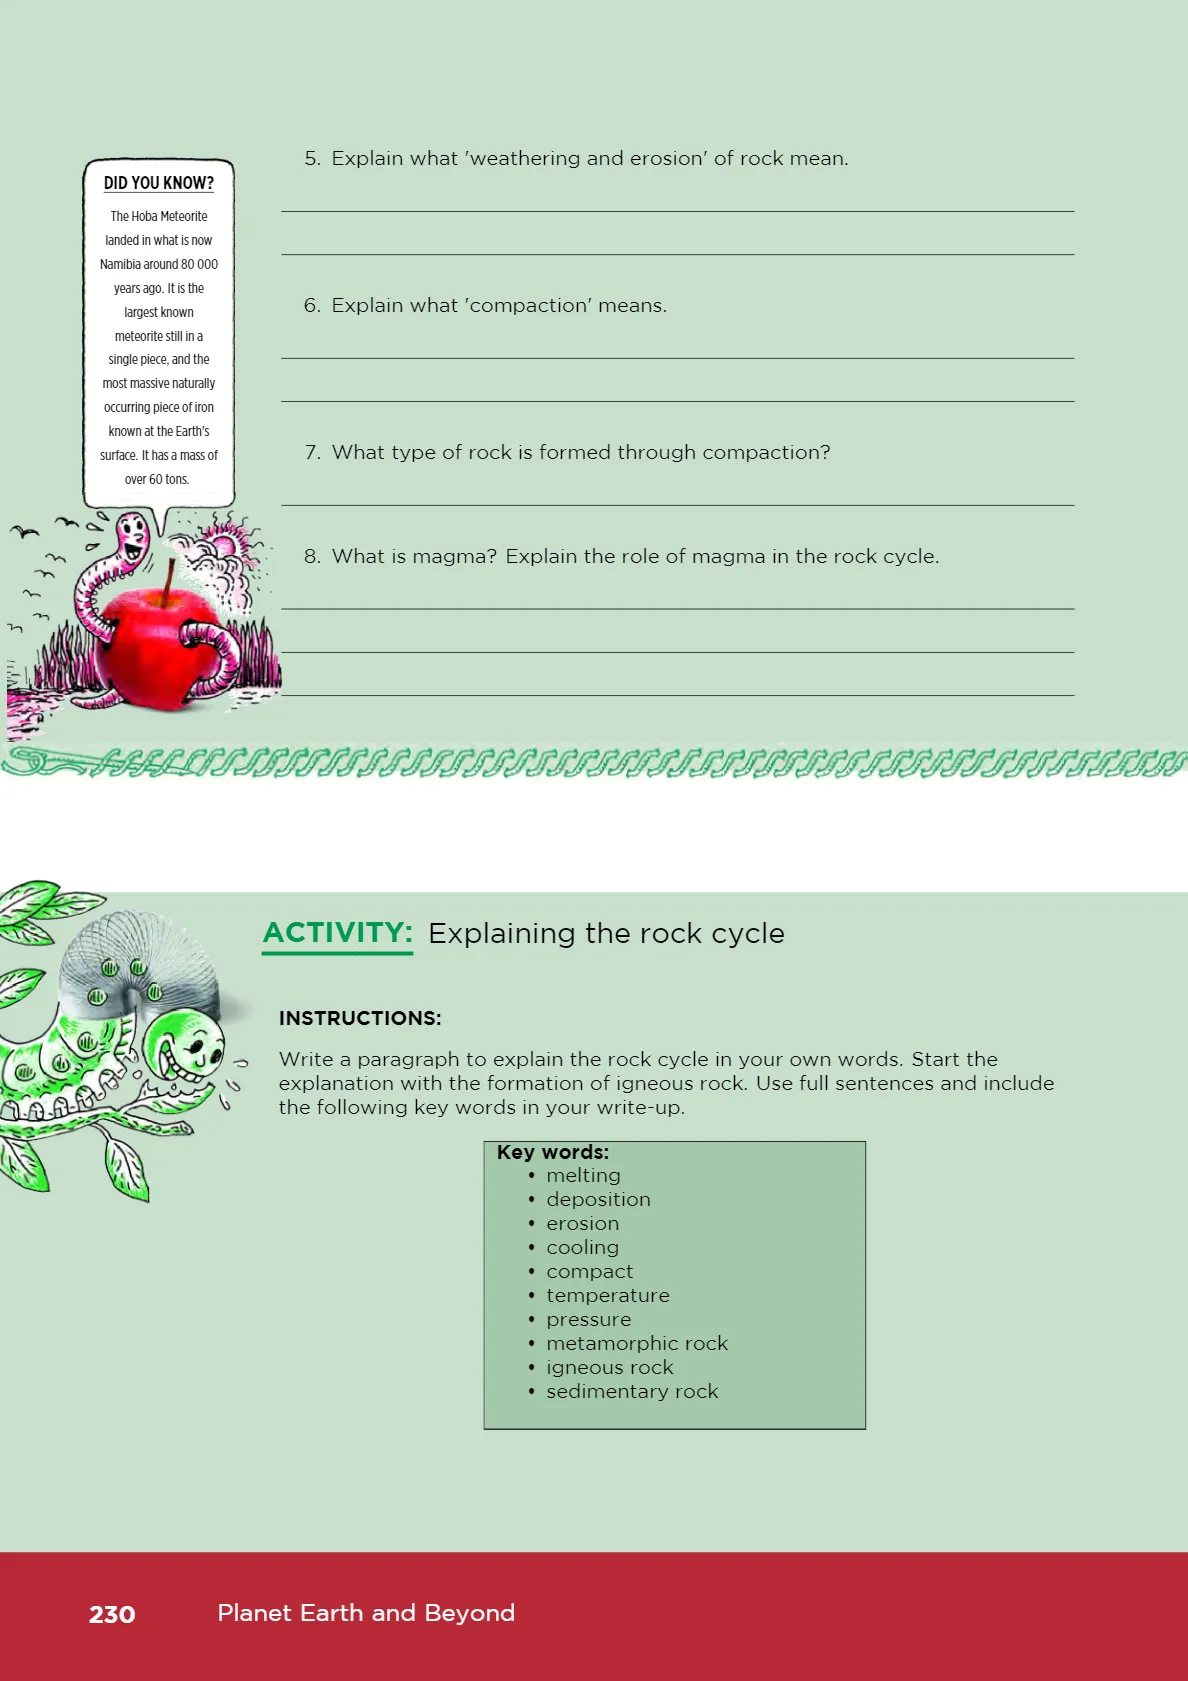 5. Explain what 'weathering and erosion' of rock mean.
DID YOU KNOW?
The Hoba Meteorite
landed in what is now
Namibia around 80 000
years ago. It is the
largest known
meteorite still in a
single piece, and the
most massive naturally
occurring piece of iron
known at the Earth's
surface. It has a mass of
over 60 tons.
6. Explain what 'compaction' means.
7. What type of rock is formed through compaction?
8. What is magma? Explain the role of magma in the rock cycle.
ACTIVITY: Explaining the rock cycle
INSTRUCTIONS:
Write a paragraph to explain the rock cycle in your own words. Start the
explanation with the formation of igneous rock. Use full sentences and include
the following key words in your write-up.
Key words:
• melting
• deposition
• erosion
• cooling
• compact
• temperature
• pressure
• metamorphic rock
• igneous rock
• sedimentary rock
230 Planet Earth and Beyond